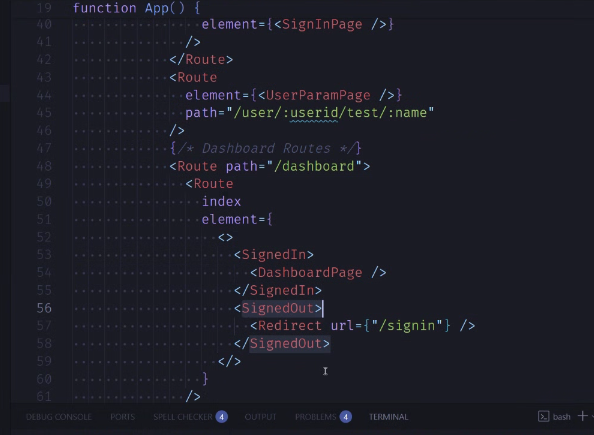 19 function App() {
40 element={<SignInPage />}
41 />
42 </Route>
43 <Route
44 element={<UserParamPage />}
45 path="/user/:userid/test/:name"
46 />
47 {/* Dashboard Routes */}
48 <Route path="/dashboard">
49 <Route
50 index
51 element={
52 <>
53 <SignedIn>
54 <DashboardPage />
55 </SignedIn>
56 <SignedOut>
57 <Redirect url={"/signin"} />
58 </SignedOut>
59 </>
60 }
61 />
DEBUG CONSOLE PORTS SPELL CHECKER 4 OUTPUT PROBLEMS 4 TERMINAL bash